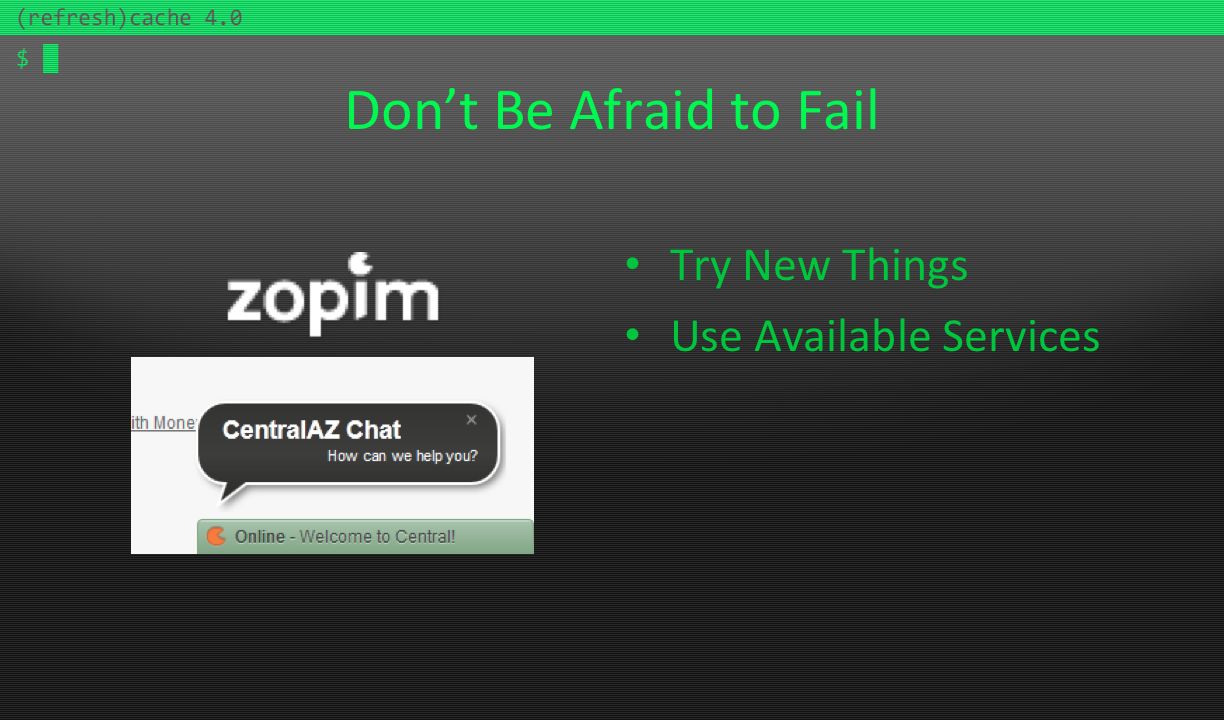 (refresh)cache 4.0
$
Don’t Be Afraid to Fail
zopim
• Try New Things
• Use Available Services
ith Mone
CentralAZ Chat
How can we help you?
Online - Welcome to Central!